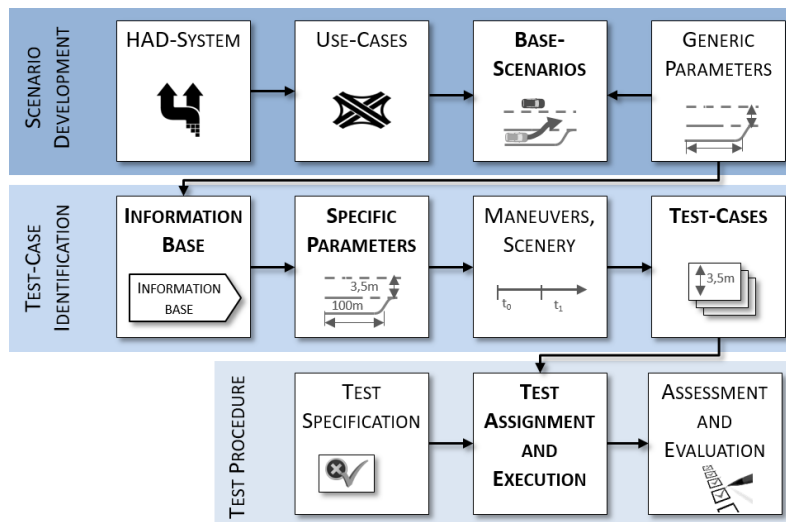 SCENARIO
DEVELOPMENT
HAD-SYSTEM
USE-CASES
BASE-
SCENARIOS
GENERIC
PARAMETERS
TEST-CASE
IDENTIFICATION
INFORMATION
BASE
INFORMATION
BASE
SPECIFIC
PARAMETERS
3,5m
100m
MANEUVERS,
SCENERY
t0 t1
TEST-CASES
3,5m
TEST PROCEDURE
TEST
SPECIFICATION
TEST
ASSIGNMENT
AND
EXECUTION
ASSESSMENT
AND
EVALUATION